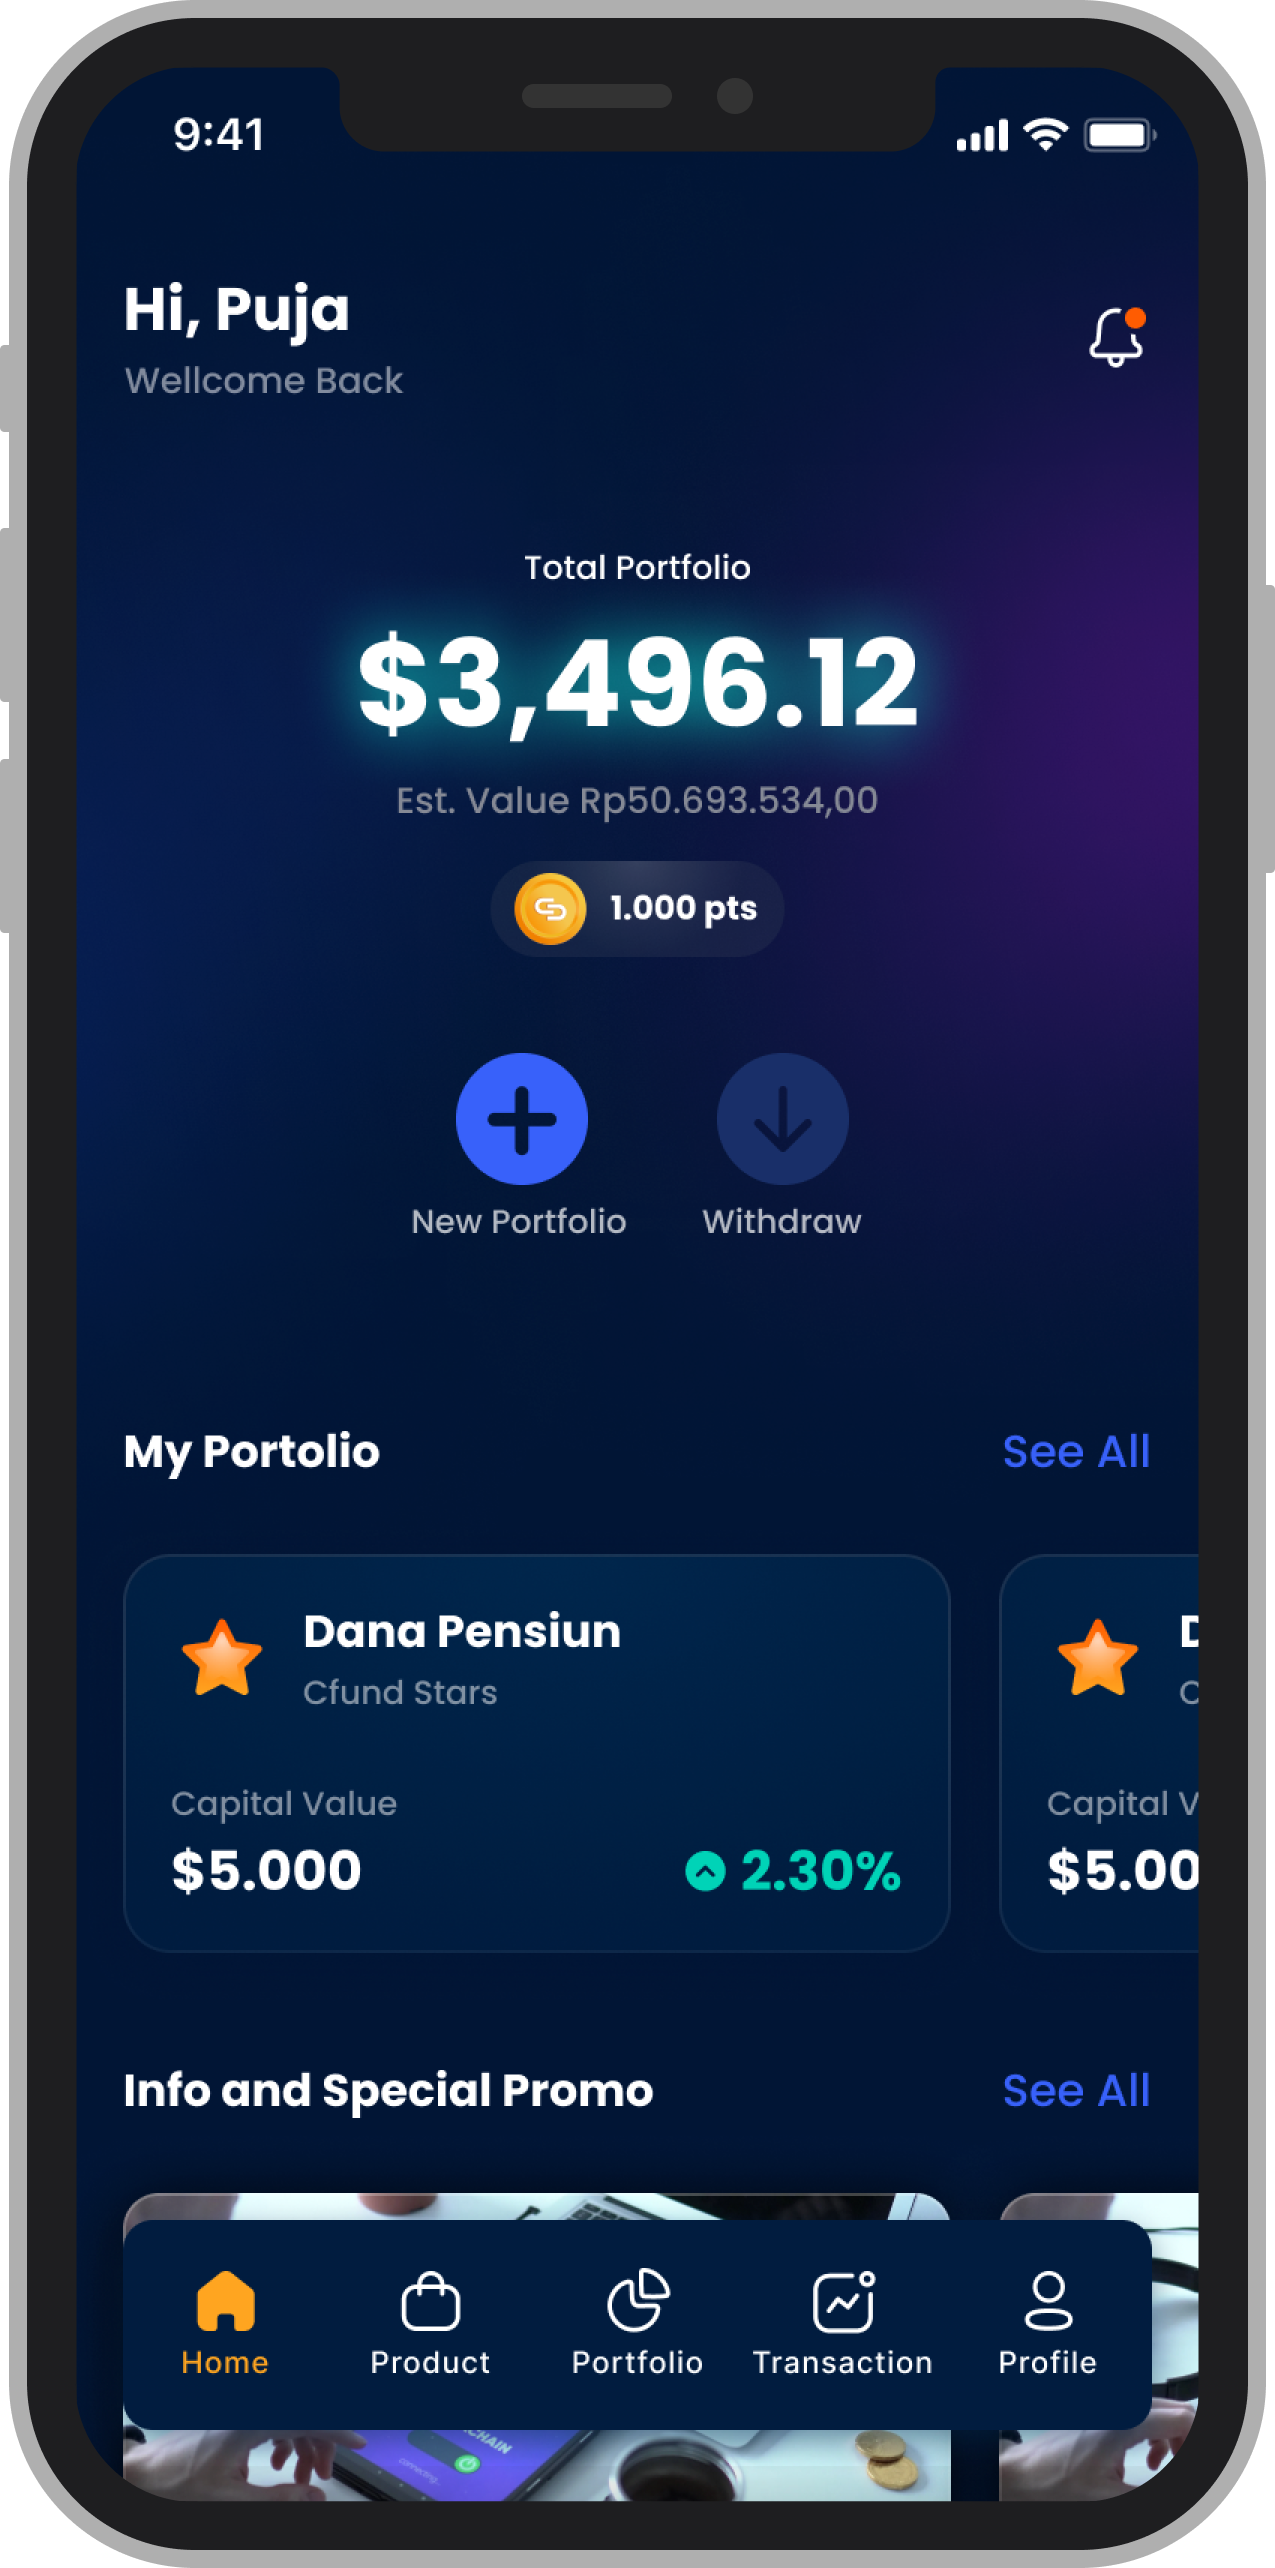 9:41
Hi, Puja
Wellcome Back
Total Portfolio
$3,496.12
Est. Value Rp50.693.534,00
1.000 pts
New Portfolio
Withdraw
My Portolio
See All
Dana Pensiun
Cfund Stars
Capital Value
$5.000
2.30%
D
C
Capital V
$5.00
Info and Special Promo
See All
Home
Product
Portfolio
Transaction
Profile
CHAIN
connecting...